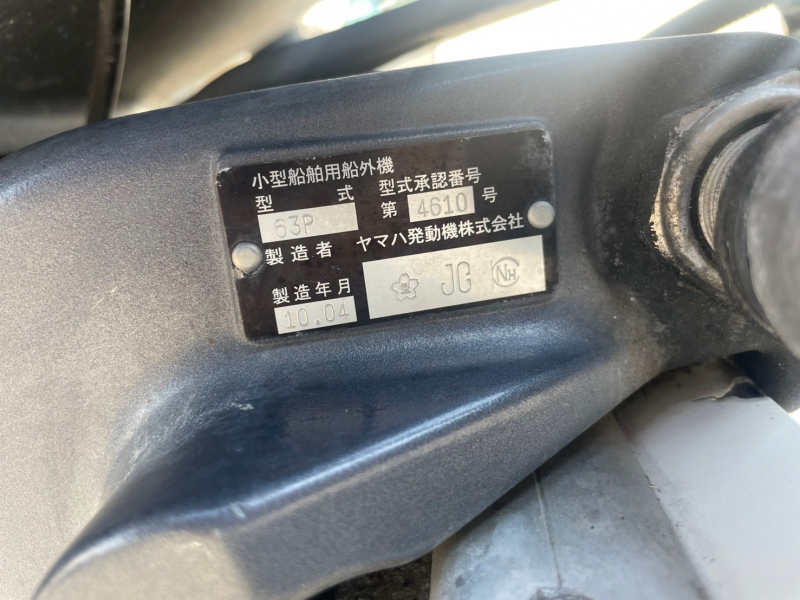 小型船舶用船外機
型式 63P 型式承認番号 第 4610 号
製造者 ヤマハ発動機株式会社
製造年月 10.04
型 JG NH